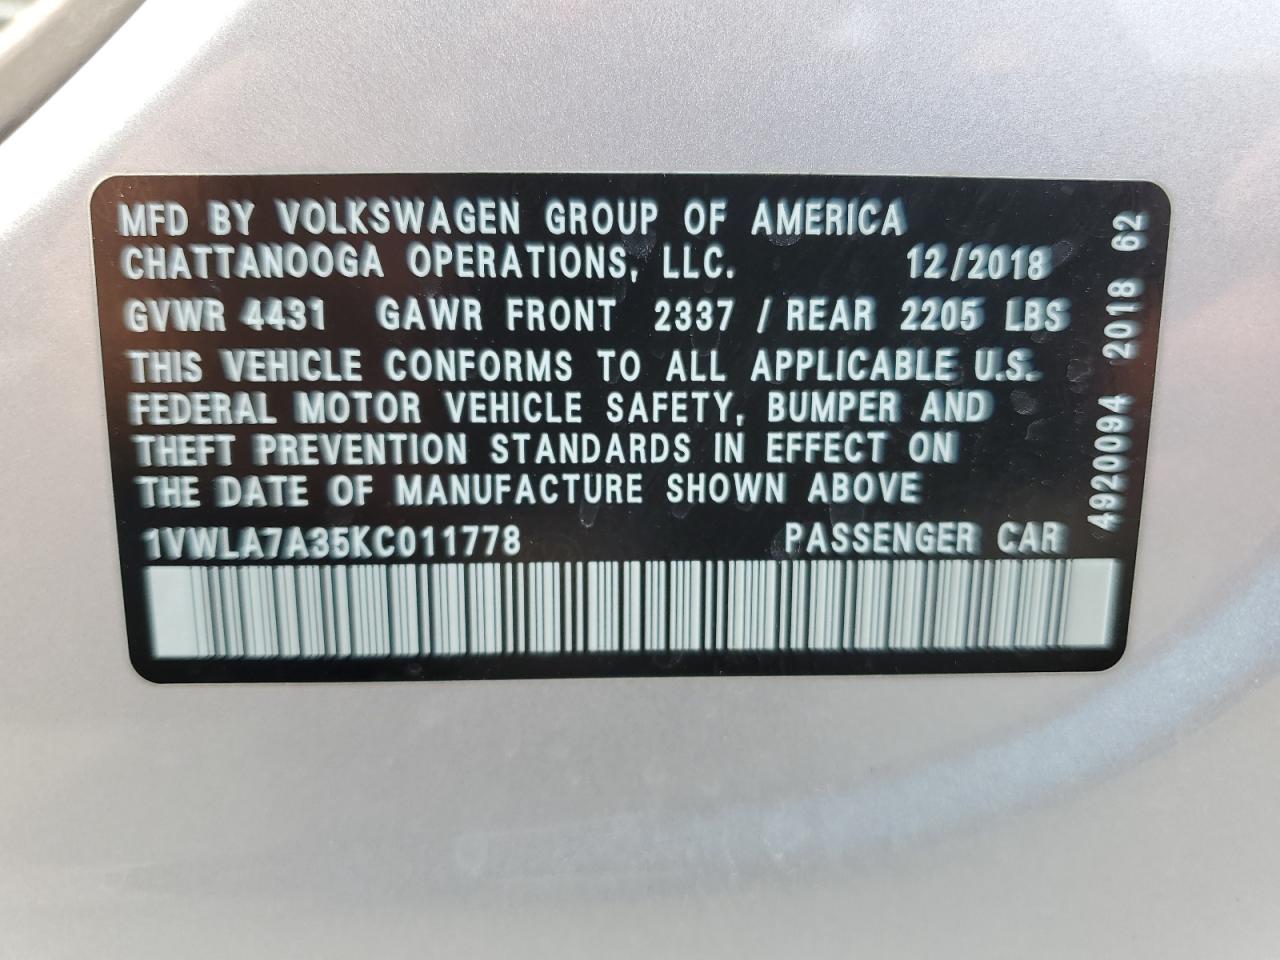 MFD BY VOLKSWAGEN GROUP OF AMERICA
CHATTANOOGA OPERATIONS, LLC. 12/2018
GVWR 4431 GAWR FRONT 2337 / REAR 2205 LBS
THIS VEHICLE CONFORMS TO ALL APPLICABLE U.S.
FEDERAL MOTOR VEHICLE SAFETY, BUMPER AND
THEFT PREVENTION STANDARDS IN EFFECT ON
THE DATE OF MANUFACTURE SHOWN ABOVE
1VWLA7A35KC011778 PASSENGER CAR
4920094 2018 62